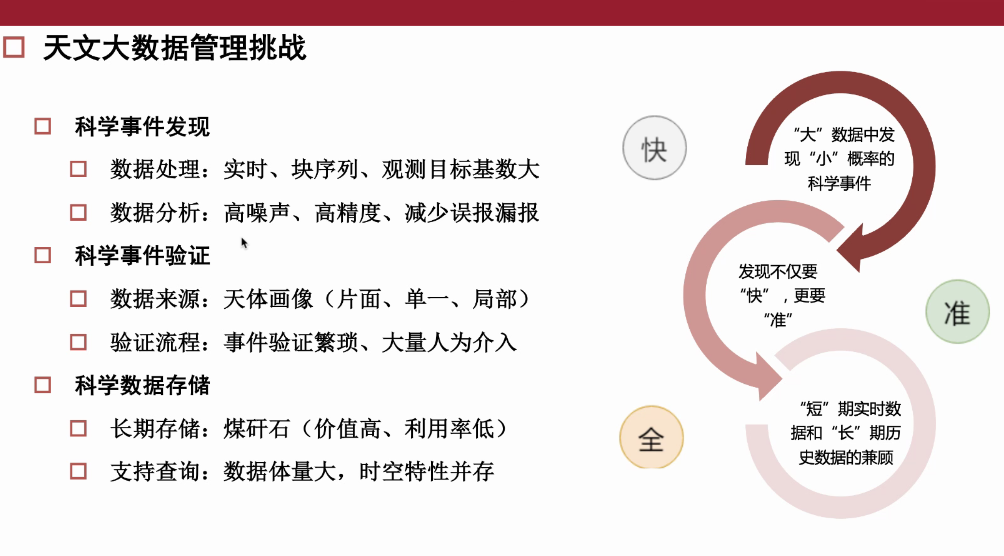 天文大数据管理挑战
科学事件发现
数据处理：实时、块序列、观测目标基数大
数据分析：高噪声、高精度、减少误报漏报
科学事件验证
数据来源：天体画像（片面、单一、局部）
验证流程：事件验证繁琐、大量人为介入
科学数据存储
长期存储：煤矸石（价值高、利用率低）
支持查询：数据体量大，时空特性并存
快
“大”数据中发
现“小”概率的
科学事件
发现不仅要
“快”，更要
“准”
准
全
“短”期实时数
据和“长”期历
史数据的兼顾